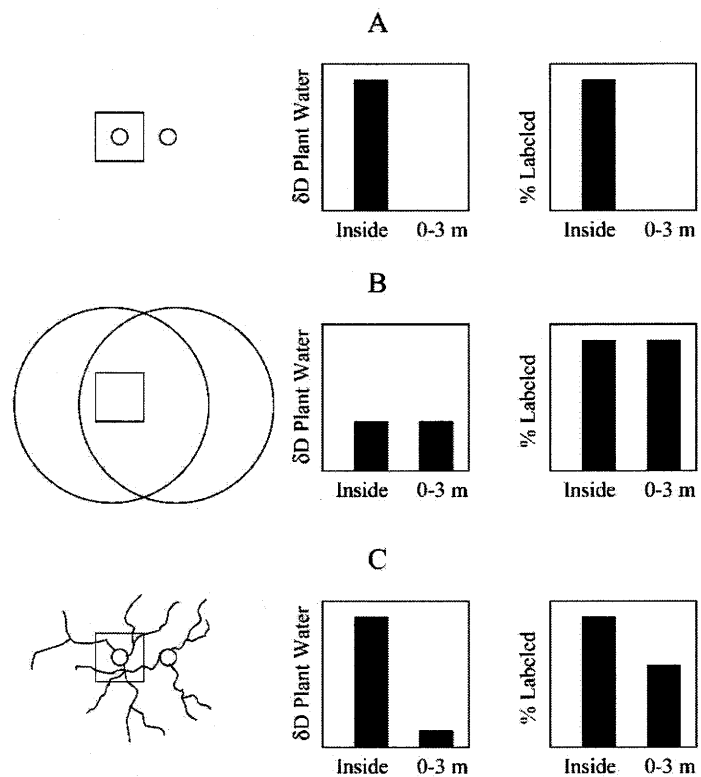 A
δD Plant Water
% Labeled
Inside 0-3 m
Inside 0-3 m
B
δD Plant Water
% Labeled
Inside 0-3 m
Inside 0-3 m
C
δD Plant Water
% Labeled
Inside 0-3 m
Inside 0-3 m